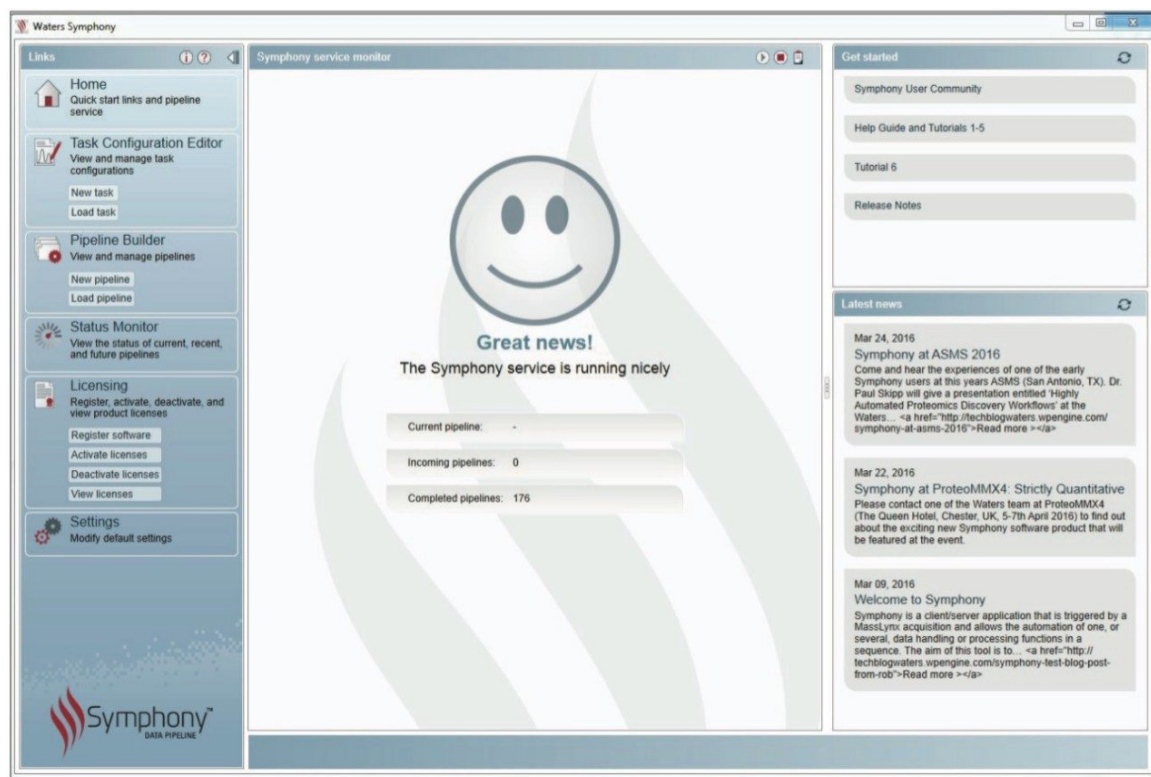 Waters Symphony
Links
Home
Quick start links and pipeline
service
Task Configuration Editor
View and manage task
configurations
New task
Load task
Pipeline Builder
View and manage pipelines
New pipeline
Load pipeline
Status Monitor
View the status of current, recent,
and future pipelines
Licensing
Register, activate, deactivate, and
view product licenses
Register software
Activate licenses
Deactivate licenses
View licenses
Settings
Modify default settings
Symphony™
DATA PIPELINE
Symphony service monitor
Great news!
The Symphony service is running nicely
Current pipeline: -
Incoming pipelines: 0
Completed pipelines: 176
Get started
Symphony User Community
Help Guide and Tutorials 1-5
Tutorial 6
Release Notes
Latest news
Mar 24, 2016
Symphony at ASMS 2016
Come and hear the experiences of one of the early
Symphony users at this years ASMS (San Antonio, TX). Dr.
Paul Skipp will give a presentation entitled 'Highly
Automated Proteomics Discovery Workflows' at the
Waters... <a href="http://techblogwaters.wpengine.com/
symphony-at-asms-2016">Read more ></a>
Mar 22, 2016
Symphony at ProteoMMX4: Strictly Quantitative
Please contact one of the Waters team at ProteoMMX4
(The Queen Hotel, Chester, UK, 5-7th April 2016) to find out
about the exciting new Symphony software product that will
be featured at the event.
Mar 09, 2016
Welcome to Symphony
Symphony is a client/server application that is triggered by a
MassLynx acquisition and allows the automation of one, or
several, data handling or processing functions in a
sequence. The aim of this tool is to... <a href="http://
techblogwaters.wpengine.com/symphony-test-blog-post-
from-rob">Read more ></a>